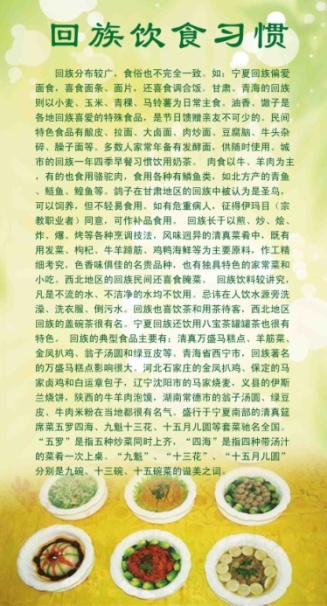 回族饮食习惯
回族分布较广，食俗也不完全一致。如：宁夏回族偏爱
面食，喜食面条、面片，还喜食调合饭。甘肃、青海的回族
则以小麦、玉米、青稞、马铃薯为日常主食。油香、馓子是
各地回族喜爱的特殊食品，是节日馈赠亲友不可少的。民间
特色食品有酿皮、拉面、大卤面、肉炒面、豆腐脑、牛头杂
碎、臊子面等。多数人家常年备有发酵面，供随时使用。城
市的回族一年四季早餐习惯饮用奶茶。 肉食以牛、羊肉为主
，有的也食用骆驼肉，食用各种有鳞鱼类，如北方产的青鱼
、鲢鱼、鳇鱼等。鸽子在甘肃地区的回族中被认为是圣鸟，
可以饲养，但不轻易食用。如有危重病人，征得伊玛目（宗
教职业者）同意，可作补品食用。 回族长于以煎、炒、烩、
炸、爆、烤等各种烹调技法，风味迥异的清真菜肴中，既有
用发菜、枸杞、牛羊蹄筋、鸡鸭海鲜等为主要原料，作工精
细考究，色香味俱佳的名贵品种，也有独具特色的家常菜和
小吃。西北地区的回族民间还喜食腌菜。 回族饮料较讲究，
凡是不流的水、不洁净的水均不饮用。忌讳在人饮水源旁洗
澡、洗衣服、倒污水。回族也喜饮茶和用茶待客，西北地区
回族的盖碗茶很有名。宁夏回族还饮用八宝茶罐罐茶也很有
特色。 回族的典型食品主要有：清真万盛马糕点、羊筋菜、
金凤扒鸡、翁子汤圆和绿豆皮等。青海省西宁市，回族著名
的万盛马糕点影响很大。河北石家庄的金凤扒鸡、保定的马
家卤鸡和白运章包子，辽宁沈阳市的马家烧麦，义县的伊斯
兰烧饼，陕西的牛羊肉泡馍，湖南常德市的翁子汤圆、绿豆
皮、牛肉米粉在当地都很有名气。盛行于宁夏南部的清真筵
席菜五罗四海、九魁十三花、十五月儿圆等套菜驰名全国。
“五罗”是指五种炒菜同时上齐，“四海”是指四种带汤汁
的菜肴一次上桌。“九魁”、“十三花”、“十五月儿圆”
分别是九碗、十三碗、十五碗菜的谥美之词。